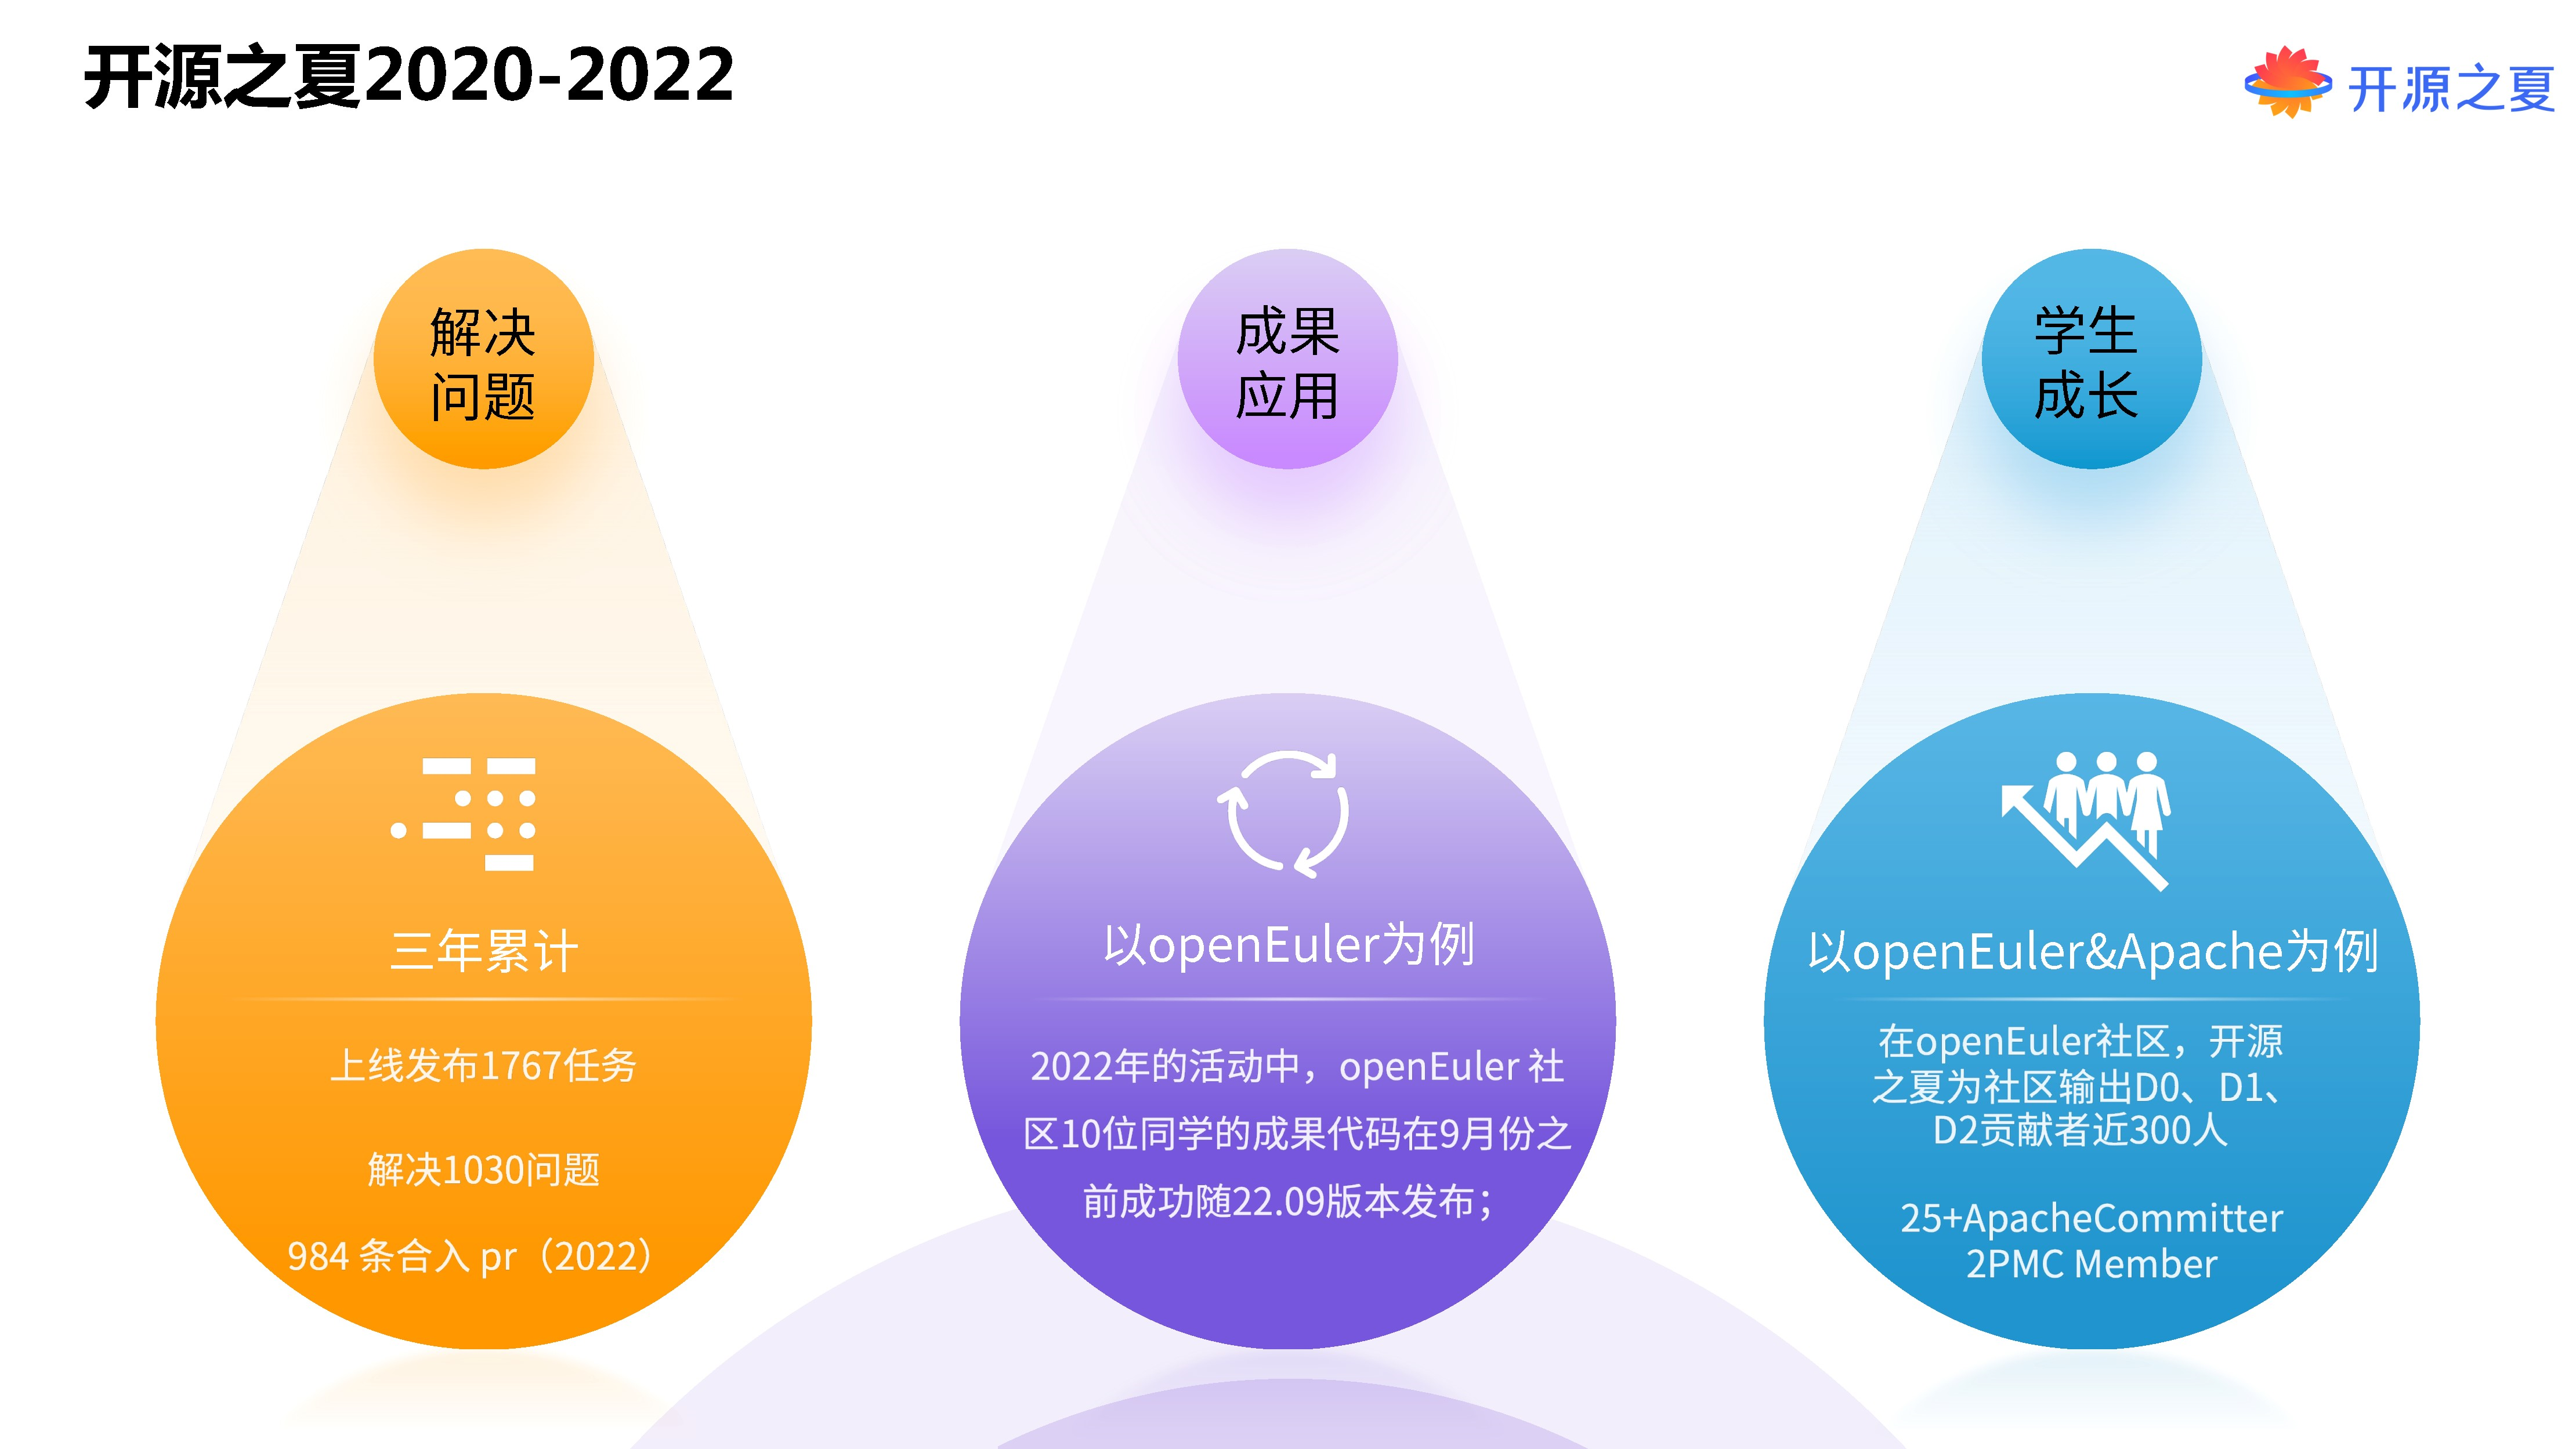 开源之夏2020-2022
开源之夏
解决
问题
三年累计
上线发布1767任务
解决1030问题
984 条合入 pr（2022）
成果
应用
以openEuler为例
2022年的活动中，openEuler 社
区10位同学的成果代码在9月份之
前成功随22.09版本发布；
学生
成长
以openEuler&Apache为例
在openEuler社区，开源
之夏为社区输出D0、D1、
D2贡献者近300人
25+ApacheCommitter
2PMC Member